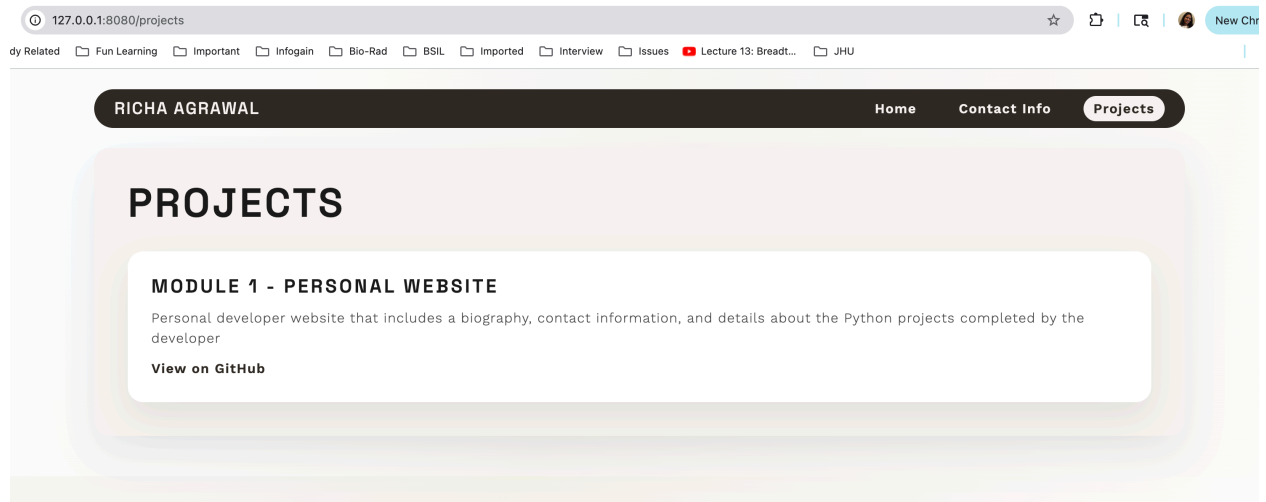 127.0.0.1:8080/projects
New Chr
dy Related Fun Learning Important Infogain Bio-Rad BSIL Imported Interview Issues Lecture 13: Breadt... JHU
RICHA AGRAWAL Home Contact Info Projects
PROJECTS
MODULE 1 - PERSONAL WEBSITE
Personal developer website that includes a biography, contact information, and details about the Python projects completed by the
developer
View on GitHub